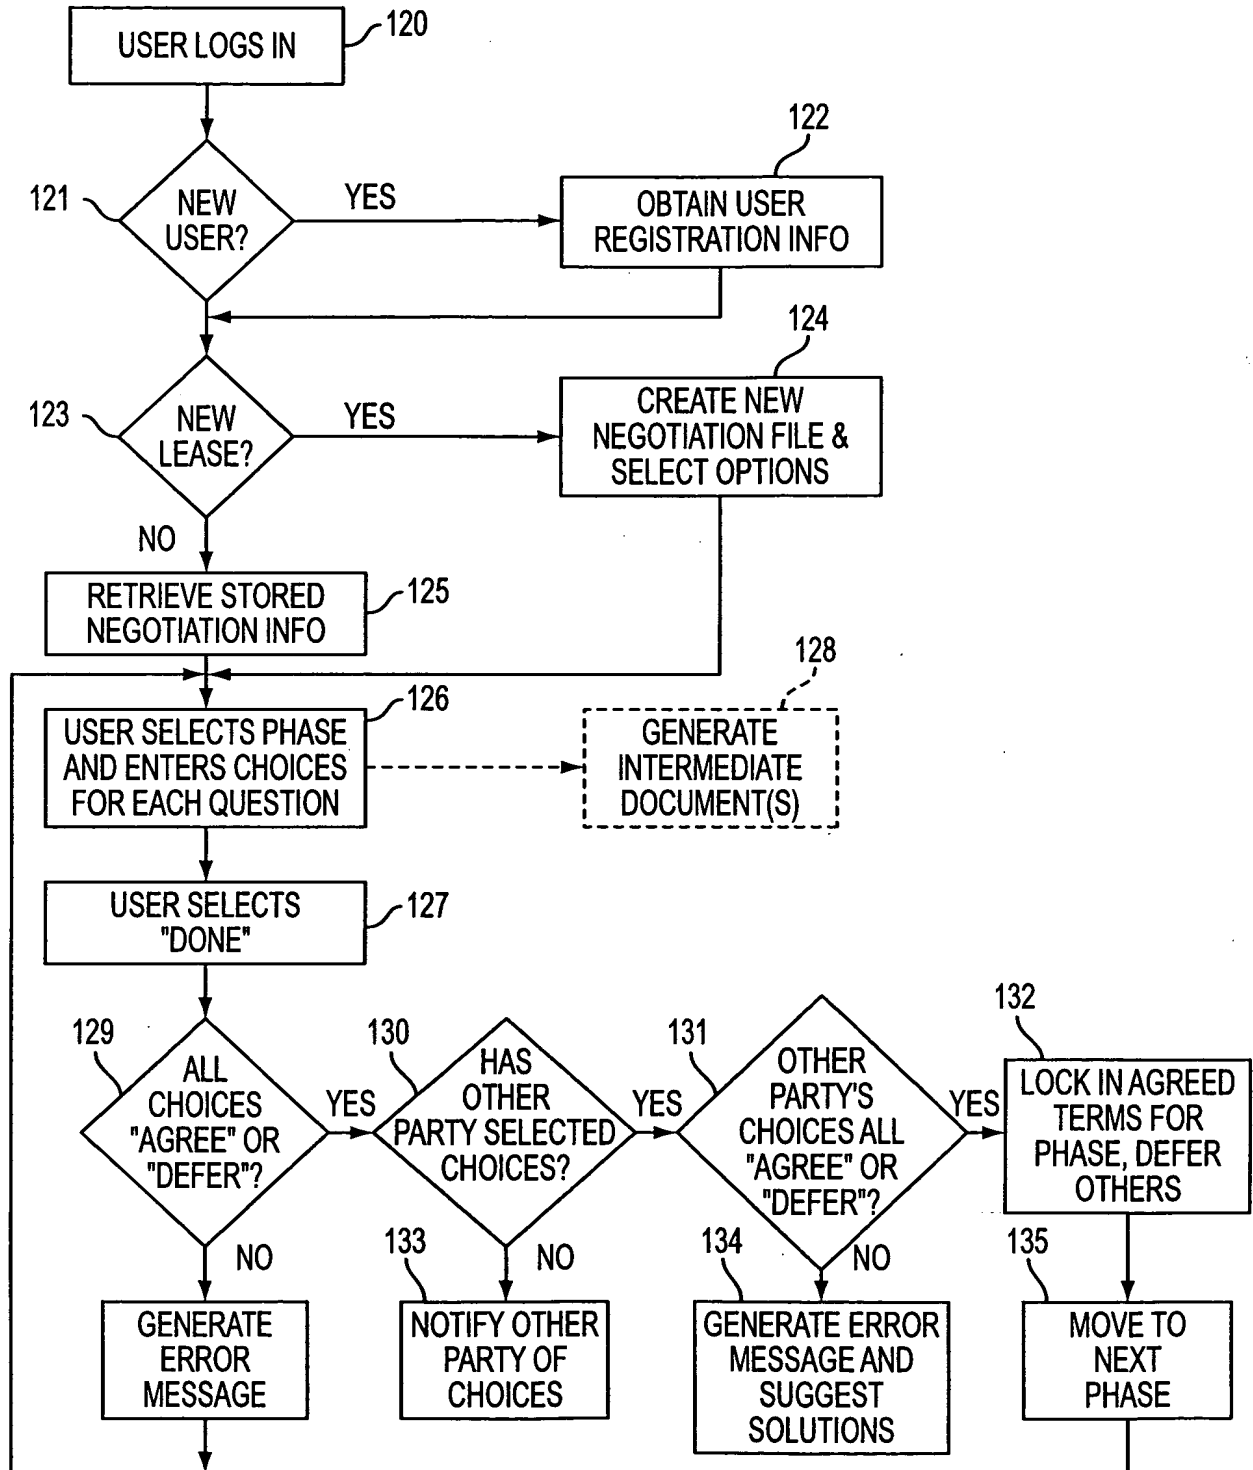 USER LOGS IN
120
122
121
NEW
USER?
YES
OBTAIN USER
REGISTRATION INFO
124
123
NEW
LEASE?
YES
CREATE NEW
NEGOTIATION FILE &
SELECT OPTIONS
NO
RETRIEVE STORED
NEGOTIATION INFO
125
128
126
USER SELECTS PHASE
AND ENTERS CHOICES
FOR EACH QUESTION
GENERATE
INTERMEDIATE
DOCUMENT(S)
USER SELECTS
"DONE"
127
129
ALL
CHOICES
"AGREE" OR
"DEFER"?
YES
130
HAS
OTHER
PARTY SELECTED
CHOICES?
YES
131
OTHER
PARTY'S
CHOICES ALL
"AGREE" OR
"DEFER"?
YES
132
LOCK IN AGREED
TERMS FOR
PHASE, DEFER
OTHERS
NO
GENERATE
ERROR
MESSAGE
133
NO
NOTIFY OTHER
PARTY OF
CHOICES
134
NO
GENERATE ERROR
MESSAGE AND
SUGGEST
SOLUTIONS
135
MOVE TO
NEXT
PHASE